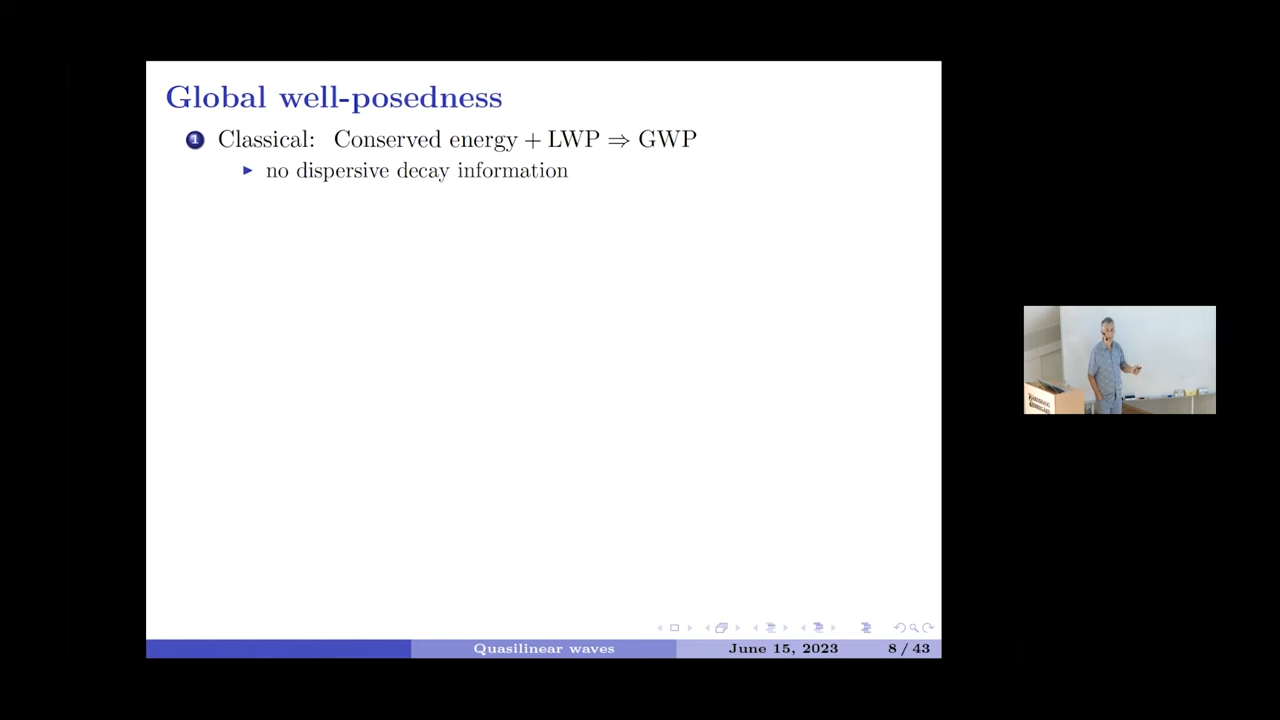 Global well-posedness
1 Classical: Conserved energy + LWP ⇒ GWP
▶ no dispersive decay information
Quasilinear waves June 15, 2023 8 / 43